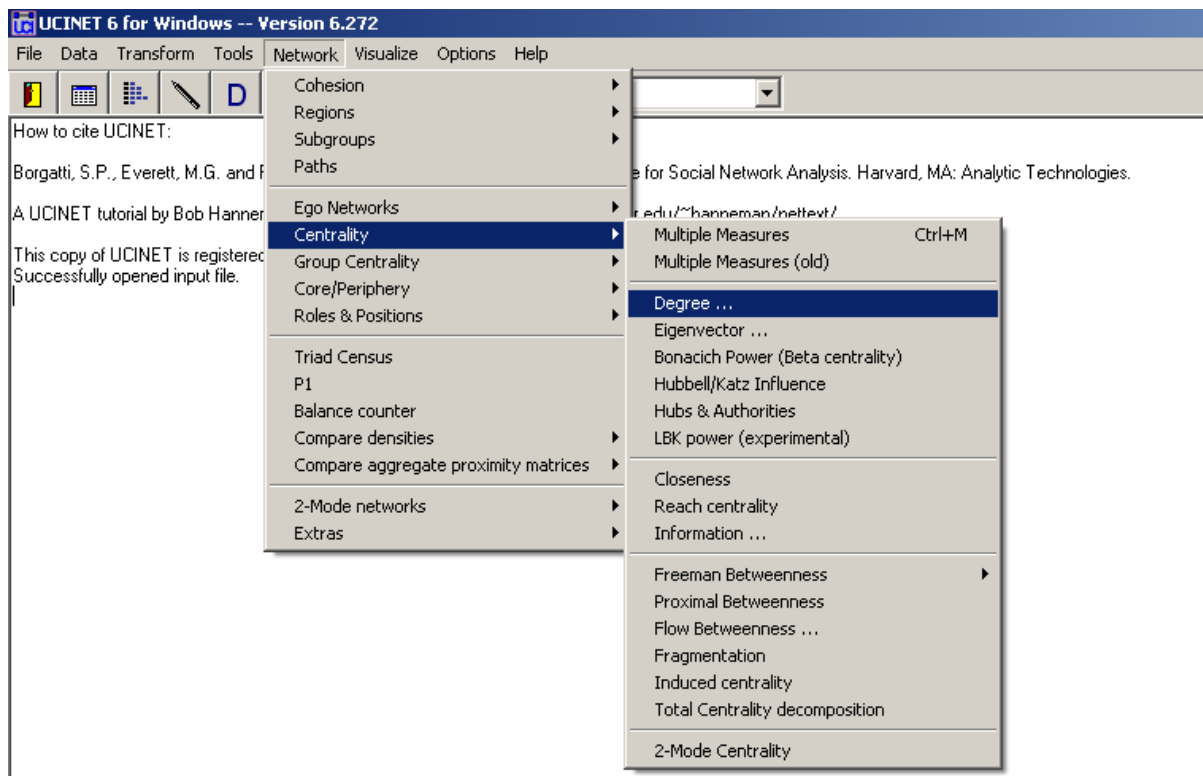 UCINET 6 for Windows -- Version 6.272
File Data Transform Tools Network Visualize Options Help
D
How to cite UCINET:
Borgatti, S.P., Everett, M.G. and
e for Social Network Analysis. Harvard, MA: Analytic Technologies.
A UCINET tutorial by Bob Hanner
r.edu/~hanneman/nettext/
This copy of UCINET is registered
Successfully opened input file.
Cohesion
Regions
Subgroups
Paths
Ego Networks
Centrality
Group Centrality
Core/Periphery
Roles & Positions
Triad Census
P1
Balance counter
Compare densities
Compare aggregate proximity matrices
2-Mode networks
Extras
Multiple Measures Ctrl+M
Multiple Measures (old)
Degree ...
Eigenvector ...
Bonacich Power (Beta centrality)
Hubbell/Katz Influence
Hubs & Authorities
LBK power (experimental)
Closeness
Reach centrality
Information ...
Freeman Betweenness
Proximal Betweenness
Flow Betweenness ...
Fragmentation
Induced centrality
Total Centrality decomposition
2-Mode Centrality